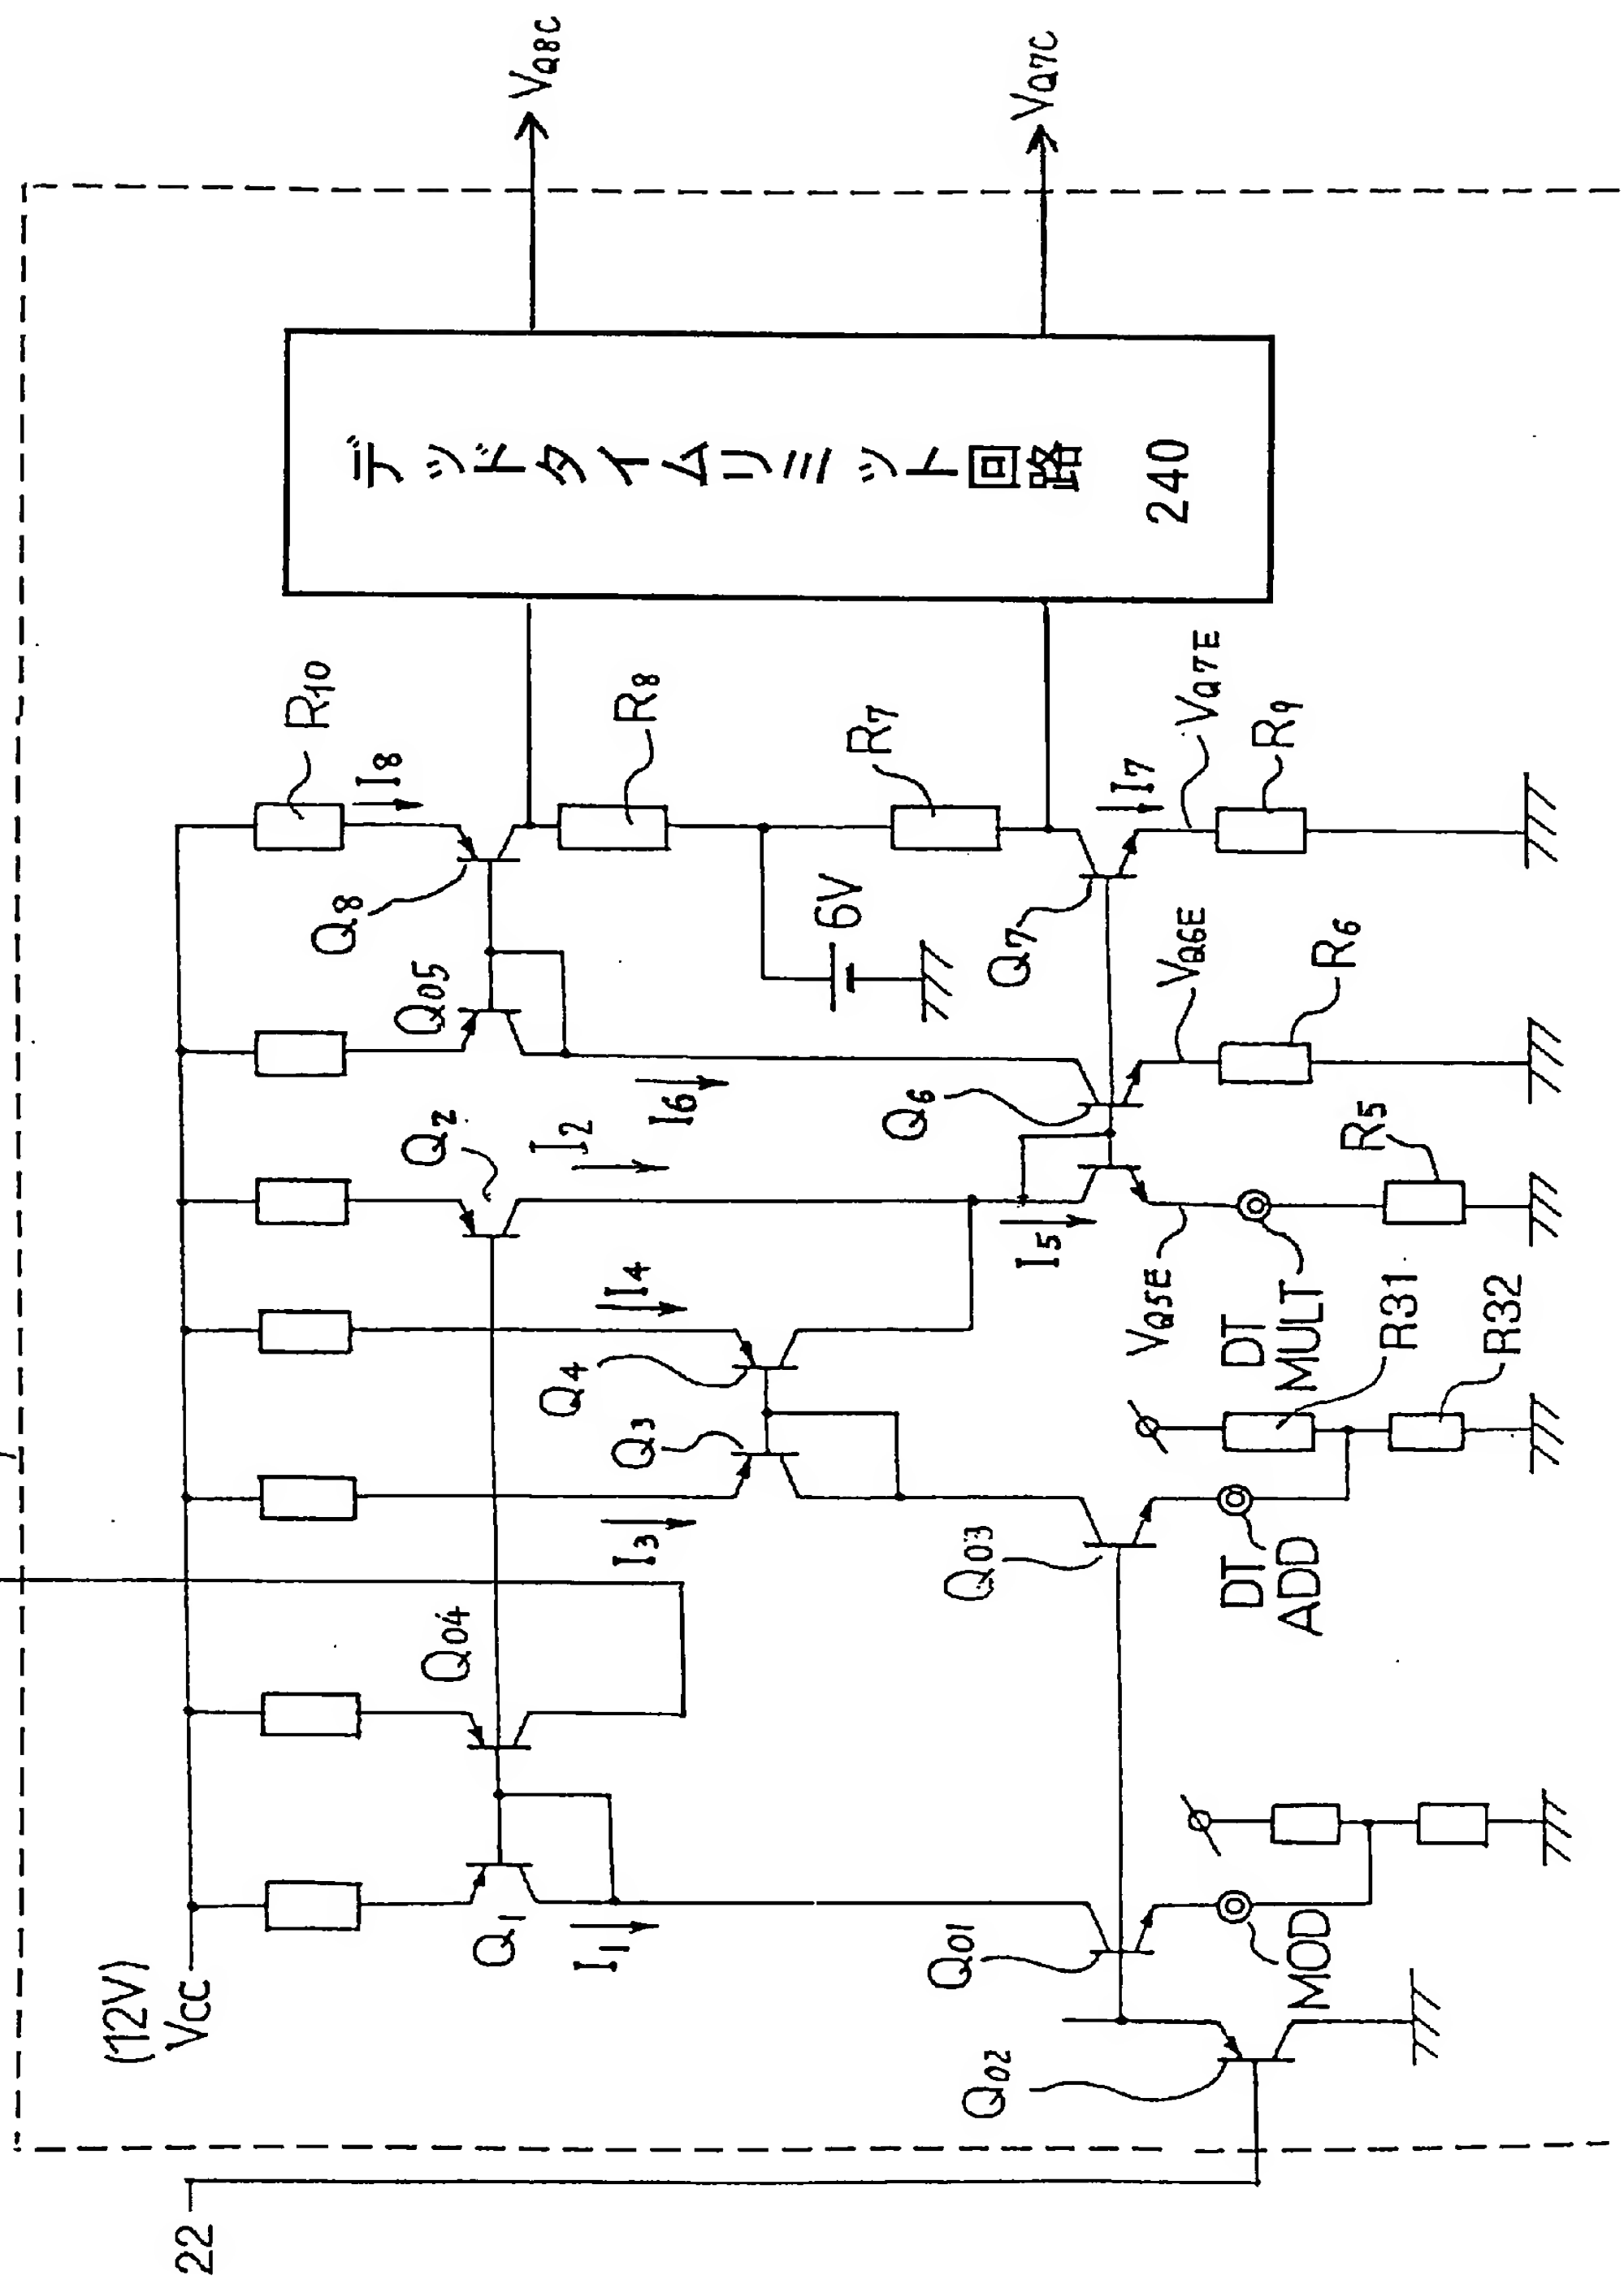 VQ8C
VQ7C
デッドタイムリミット回路
240
R10
I8
R8
R7
I7
VQ7E
R9
Q8
6V
Q7
Q05
VQ6E
R6
I6
Q6
Q2
I2
R5
I5
VQ5E
I4
DT
MULT
R31
R32
Q4
Q3
I3
Q03
DT
ADD
Q04
Q1
I1
Q01
MOD
(12V)
VCC
Q02
22